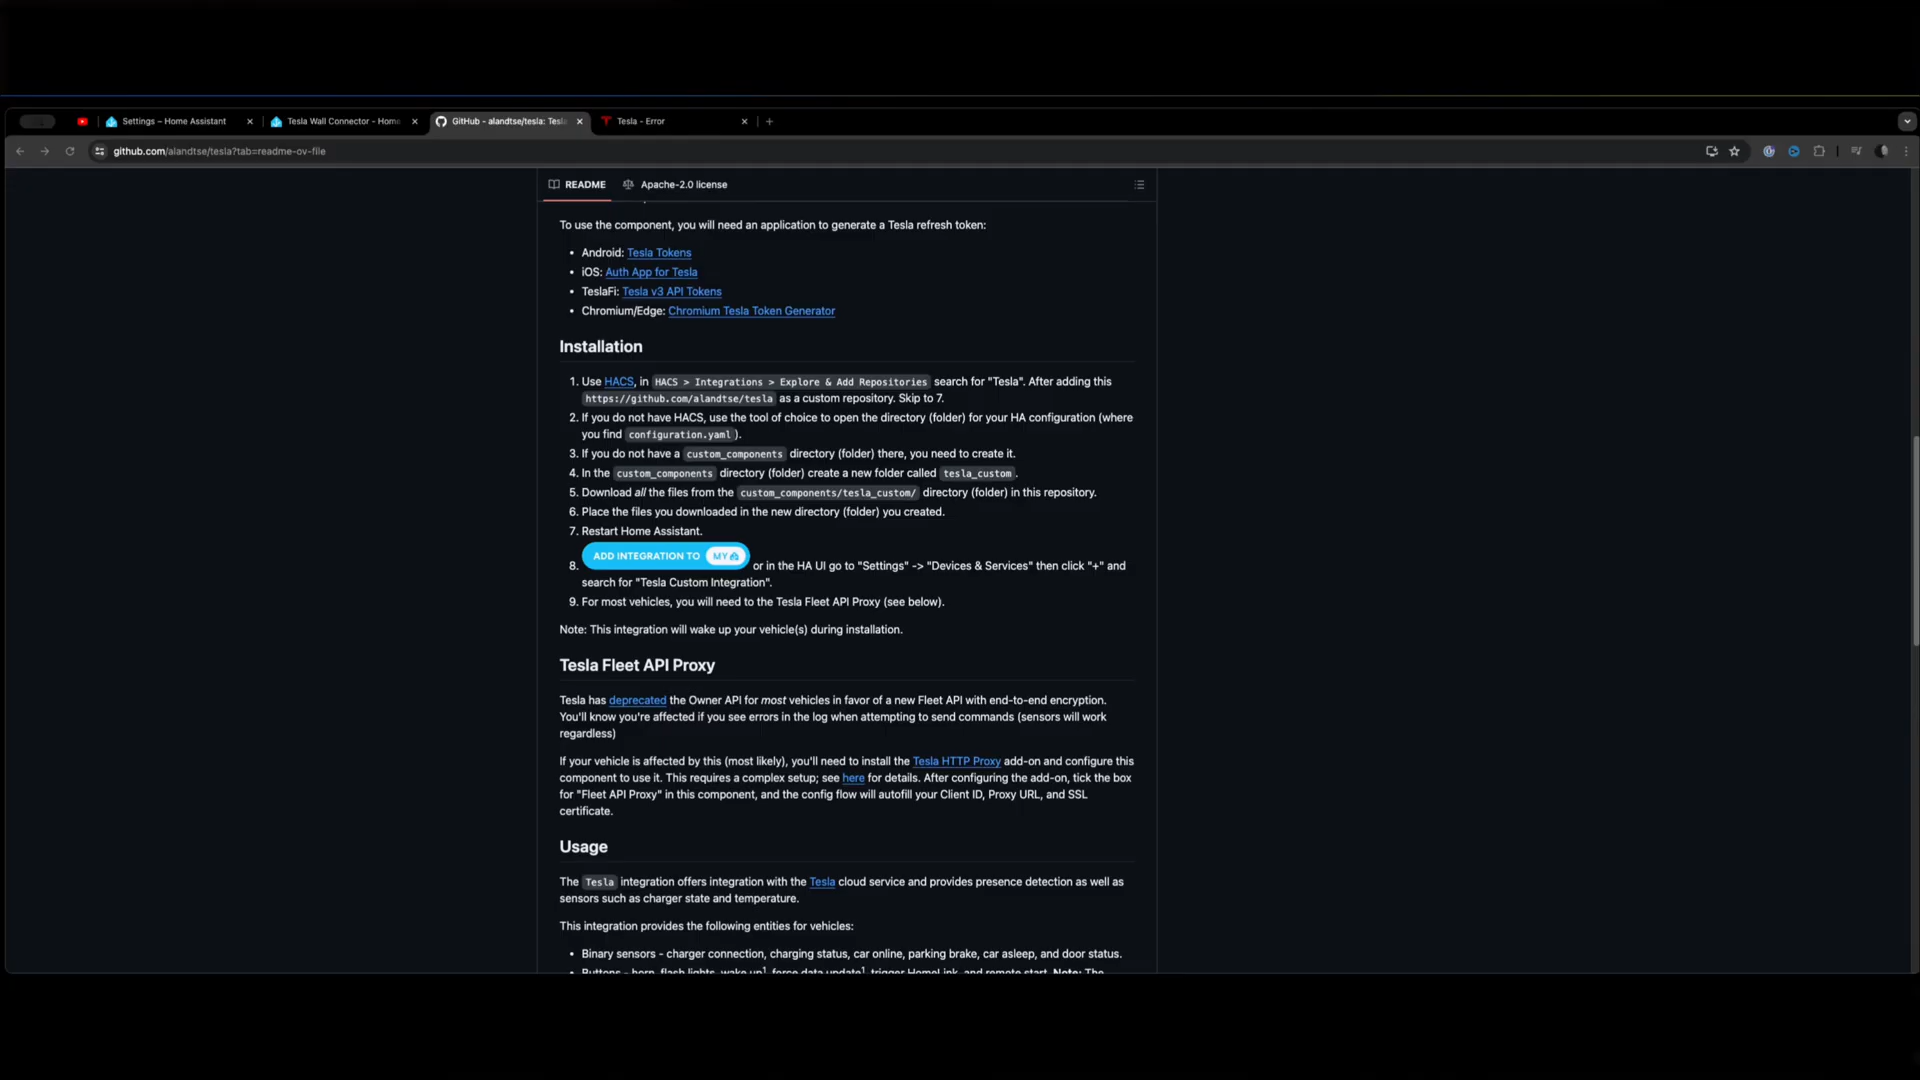 Settings – Home Assistant
Tesla Wall Connector - Home
GitHub - alandtse/tesla: Tesla
Tesla - Error
github.com/alandtse/tesla?tab=readme-ov-file
README
Apache-2.0 license
To use the component, you will need an application to generate a Tesla refresh token:
• Android: Tesla Tokens
• iOS: Auth App for Tesla
• TeslaFi: Tesla v3 API Tokens
• Chromium/Edge: Chromium Tesla Token Generator
Installation
1. Use HACS, in HACS > Integrations > Explore & Add Repositories search for "Tesla". After adding this
https://github.com/alandtse/tesla as a custom repository. Skip to 7.
2. If you do not have HACS, use the tool of choice to open the directory (folder) for your HA configuration (where
you find configuration.yaml).
3. If you do not have a custom_components directory (folder) there, you need to create it.
4. In the custom_components directory (folder) create a new folder called tesla_custom.
5. Download all the files from the custom_components/tesla_custom/ directory (folder) in this repository.
6. Place the files you downloaded in the new directory (folder) you created.
7. Restart Home Assistant.
ADD INTEGRATION TO MY
8. or in the HA UI go to "Settings" -> "Devices & Services" then click "+" and
search for "Tesla Custom Integration".
9. For most vehicles, you will need to the Tesla Fleet API Proxy (see below).
Note: This integration will wake up your vehicle(s) during installation.
Tesla Fleet API Proxy
Tesla has deprecated the Owner API for most vehicles in favor of a new Fleet API with end-to-end encryption.
You'll know you're affected if you see errors in the log when attempting to send commands (sensors will work
regardless)
If your vehicle is affected by this (most likely), you'll need to install the Tesla HTTP Proxy add-on and configure this
component to use it. This requires a complex setup; see here for details. After configuring the add-on, tick the box
for "Fleet API Proxy" in this component, and the config flow will autofill your Client ID, Proxy URL, and SSL
certificate.
Usage
The Tesla integration offers integration with the Tesla cloud service and provides presence detection as well as
sensors such as charger state and temperature.
This integration provides the following entities for vehicles:
• Binary sensors - charger connection, charging status, car online, parking brake, car asleep, and door status.
• Buttons - horn, flash lights, wake up¹, force data update¹, trigger HomeLink, and remote start. Note: The